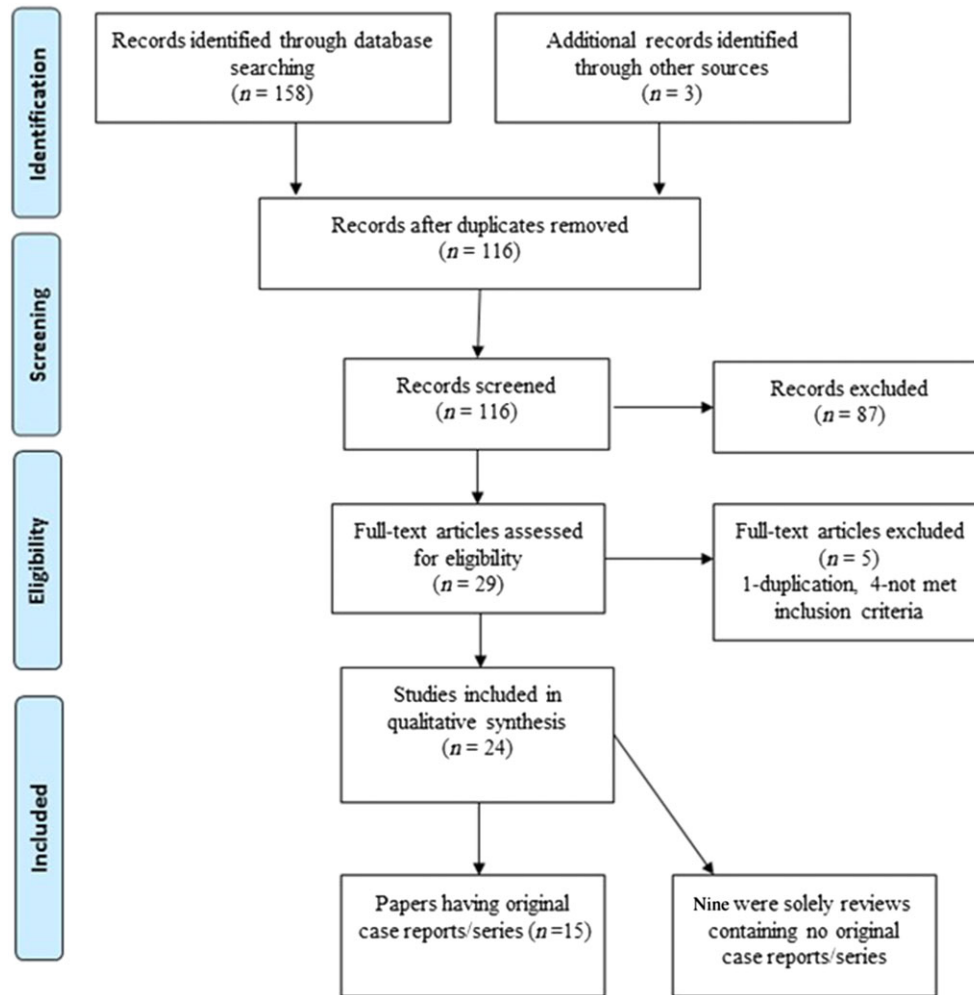 Identification
Records identified through database
searching
(n = 158)
Additional records identified
through other sources
(n = 3)
Records after duplicates removed
(n = 116)
Screening
Records screened
(n = 116)
Records excluded
(n = 87)
Eligibility
Full-text articles assessed
for eligibility
(n = 29)
Full-text articles excluded
(n = 5)
1-duplication, 4-not met
inclusion criteria
Included
Studies included in
qualitative synthesis
(n = 24)
Papers having original
case reports/series (n =15)
Nine were solely reviews
containing no original
case reports/series